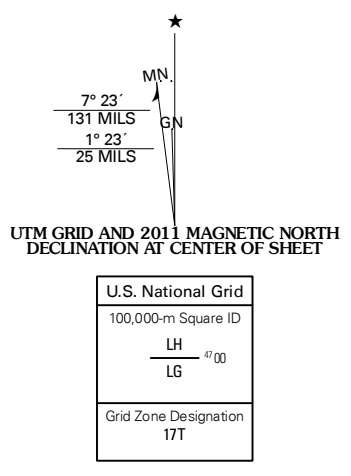 ★
MN.
7° 23´
131 MILS
GN
1° 23´
25 MILS
UTM GRID AND 2011 MAGNETIC NORTH
DECLINATION AT CENTER OF SHEET
U.S. National Grid
100,000-m Square ID
LH
4700
LG
Grid Zone Designation
17T